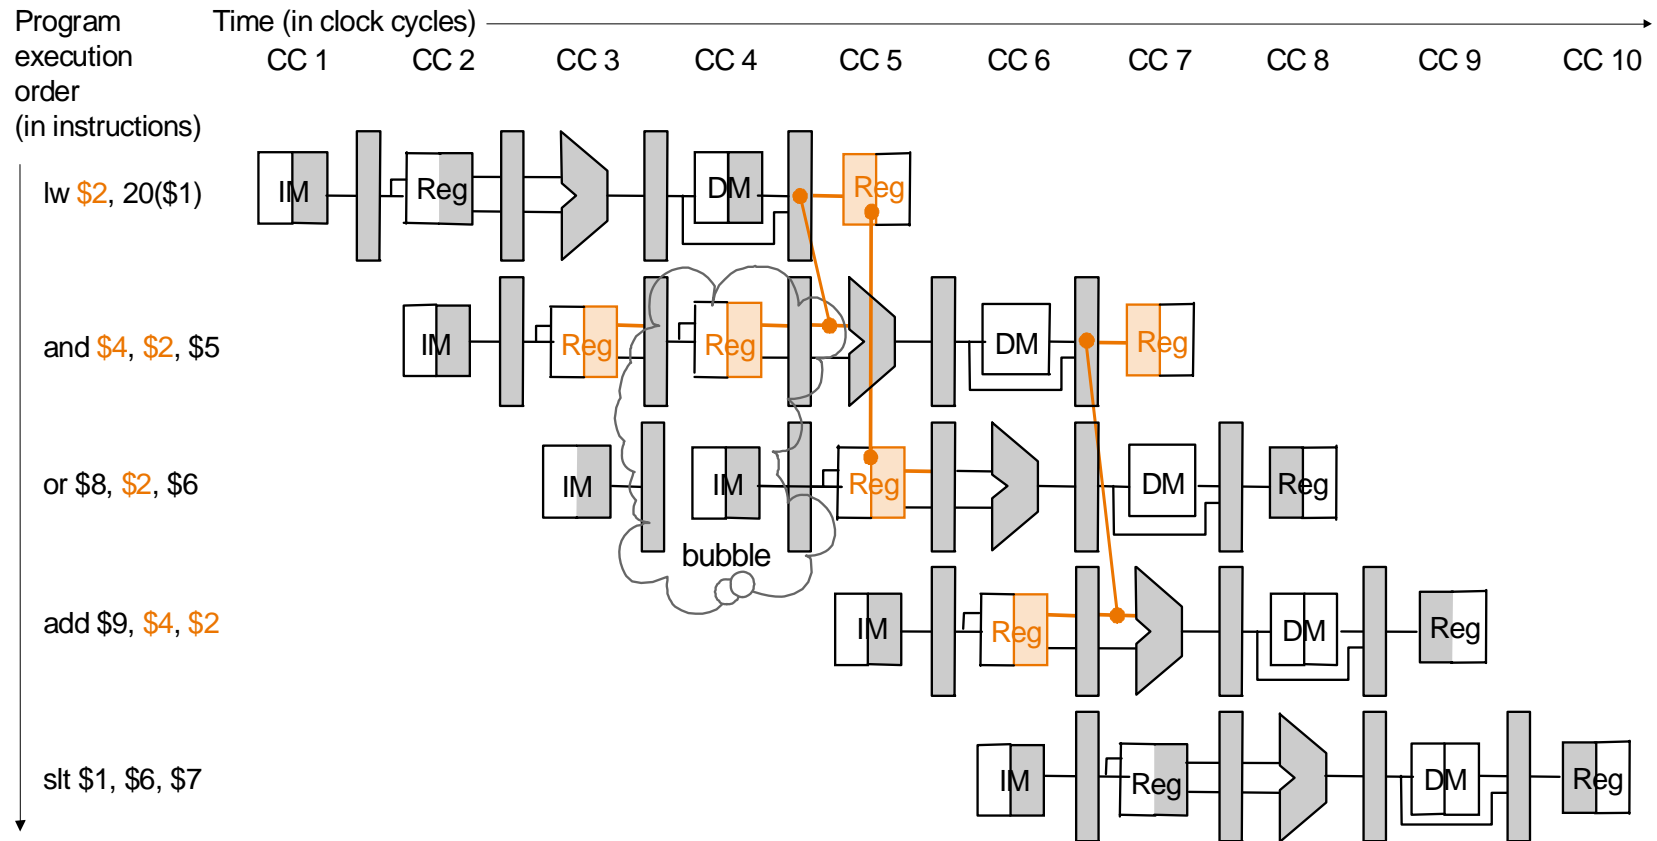 Program
execution
order
(in instructions)
Time (in clock cycles)
CC 1 CC 2 CC 3 CC 4 CC 5 CC 6 CC 7 CC 8 CC 9 CC 10
lw $2, 20($1)
IM Reg DM Reg
and $4, $2, $5
IM Reg Reg DM Reg
or $8, $2, $6
IM IM Reg DM Reg
bubble
add $9, $4, $2
IM Reg DM Reg
slt $1, $6, $7
IM Reg DM Reg